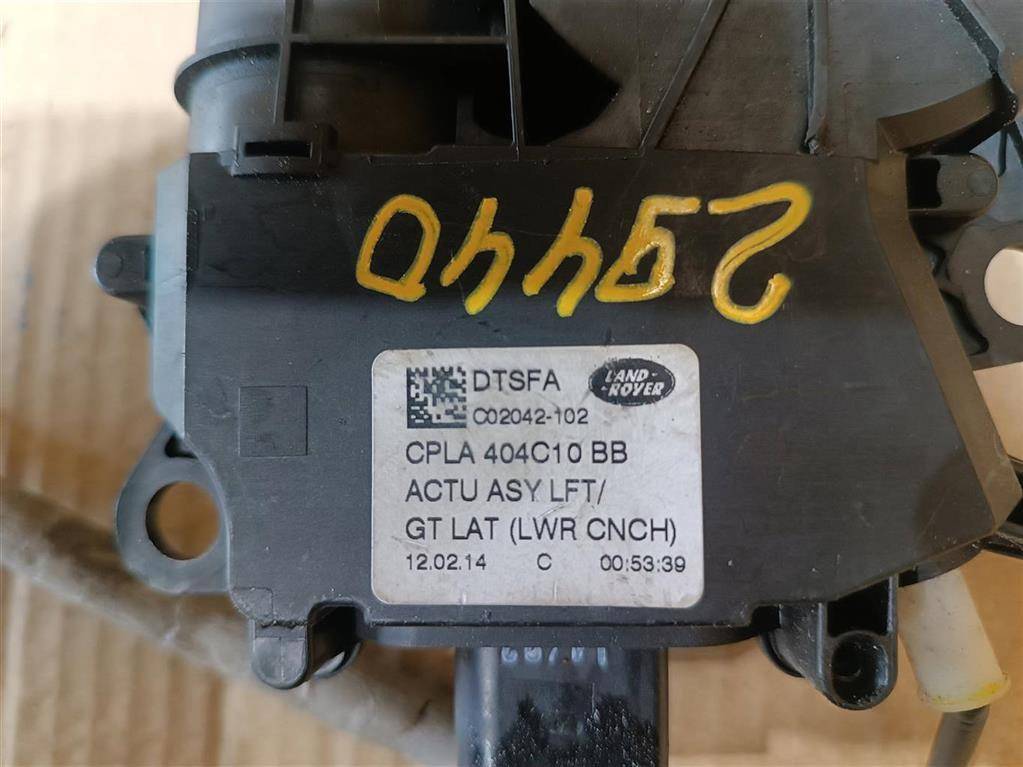 29440
DTSFA
LAND ROVER
C02042-102
CPLA 404C10 BB
ACTU ASY LFT/
GT LAT (LWR CNCH)
12.02.14 C 00:53:39